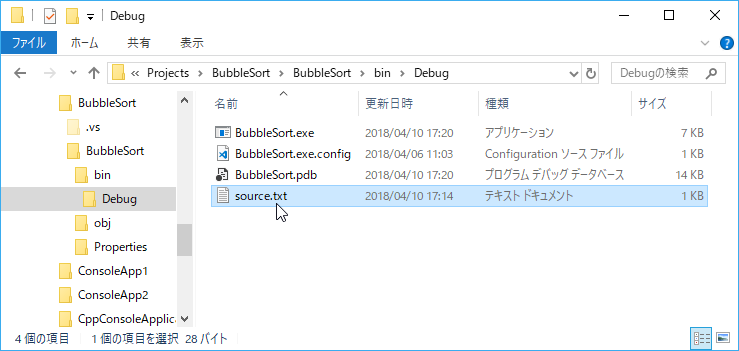 Debug
ファイル ホーム 共有 表示
« Projects > BubbleSort > BubbleSort > bin > Debug
Debugの検索
BubbleSort
.vs
BubbleSort
bin
Debug
obj
Properties
ConsoleApp1
ConsoleApp2
CppConsoleApplica
名前 更新日時 種類 サイズ
BubbleSort.exe 2018/04/10 17:20 アプリケーション 7 KB
BubbleSort.exe.config 2018/04/06 11:03 Configuration ソース ファイル 1 KB
BubbleSort.pdb 2018/04/10 17:20 プログラム デバッグ データベース 14 KB
source.txt 2018/04/10 17:14 テキスト ドキュメント 1 KB
4 個の項目 1 個の項目を選択 28 バイト